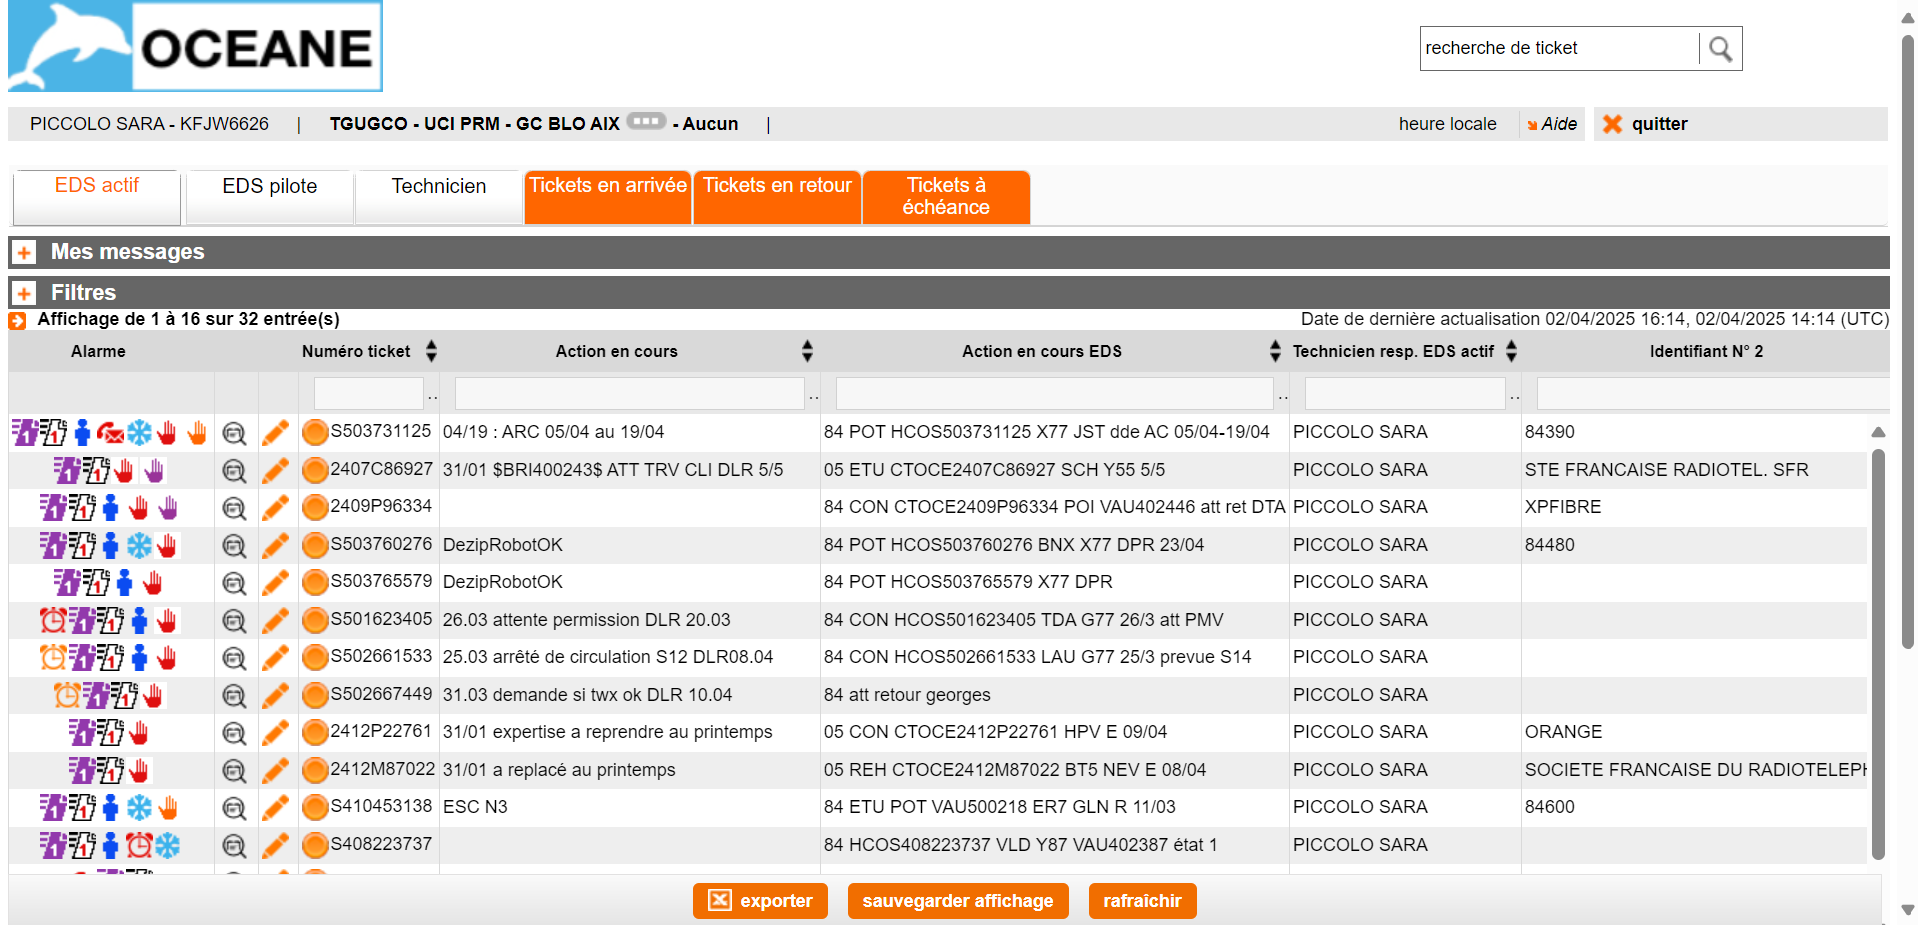 OCEANE
recherche de ticket
PICCOLO SARA - KFJW6626 | TGUGCO - UCI PRM - GC BLO AIX - Aucun |
heure locale Aide quitter
EDS actif EDS pilote Technicien Tickets en arrivée Tickets en retour Tickets à échéance
Mes messages
Filtres
Affichage de 1 à 16 sur 32 entrée(s) Date de dernière actualisation 02/04/2025 16:14, 02/04/2025 14:14 (UTC)
Alarme Numéro ticket Action en cours Action en cours EDS Technicien resp. EDS actif Identifiant N° 2
.. .. .. ..
S503731125 04/19 : ARC 05/04 au 19/04 84 POT HCOS503731125 X77 JST dde AC 05/04-19/04 PICCOLO SARA 84390
2407C86927 31/01 $BRI400243$ ATT TRV CLI DLR 5/5 05 ETU CTOCE2407C86927 SCH Y55 5/5 PICCOLO SARA STE FRANCAISE RADIOTEL. SFR
2409P96334 84 CON CTOCE2409P96334 POI VAU402446 att ret DTA PICCOLO SARA XPFIBRE
S503760276 DezipRobotOK 84 POT HCOS503760276 BNX X77 DPR 23/04 PICCOLO SARA 84480
S503765579 DezipRobotOK 84 POT HCOS503765579 X77 DPR PICCOLO SARA
S501623405 26.03 attente permission DLR 20.03 84 CON HCOS501623405 TDA G77 26/3 att PMV PICCOLO SARA
S502661533 25.03 arrêté de circulation S12 DLR08.04 84 CON HCOS502661533 LAU G77 25/3 prevue S14 PICCOLO SARA
S502667449 31.03 demande si twx ok DLR 10.04 84 att retour georges PICCOLO SARA
2412P22761 31/01 expertise a reprendre au printemps 05 CON CTOCE2412P22761 HPV E 09/04 PICCOLO SARA ORANGE
2412M87022 31/01 a replacé au printemps 05 REH CTOCE2412M87022 BT5 NEV E 08/04 PICCOLO SARA SOCIETE FRANCAISE DU RADIOTELEPH
S410453138 ESC N3 84 ETU POT VAU500218 ER7 GLN R 11/03 PICCOLO SARA 84600
S408223737 84 HCOS408223737 VLD Y87 VAU402387 état 1 PICCOLO SARA
exporter sauvegarder affichage rafraîchir